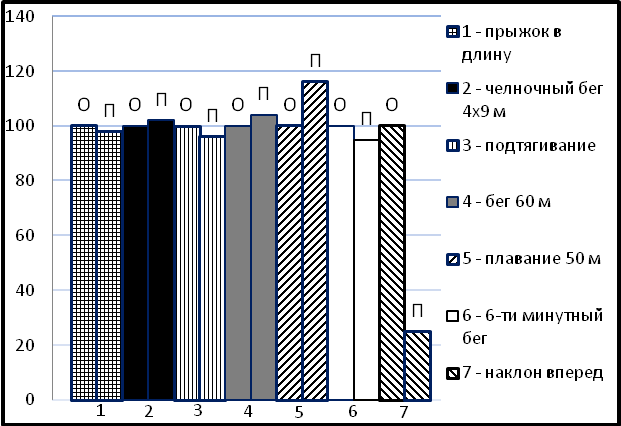 140
120
100
80
60
40
20
0
О П О П О П О П О П О П О П
1 2 3 4 5 6 7
1 - прыжок в
длину
2 - челночный бег
4х9 м
3 - подтягивание
4 - бег 60 м
5 - плавание 50 м
6 - 6-ти минутный
бег
7 - наклон вперед